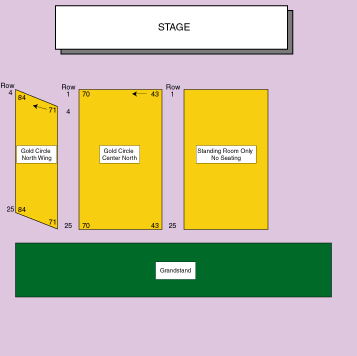 STAGE
Row
4
84
71
Gold Circle
North Wing
25
84
71
Row
1
4
70
43
Gold Circle
Center North
25
70
43
Row
1
Standing Room Only
No Seating
25
Grandstand